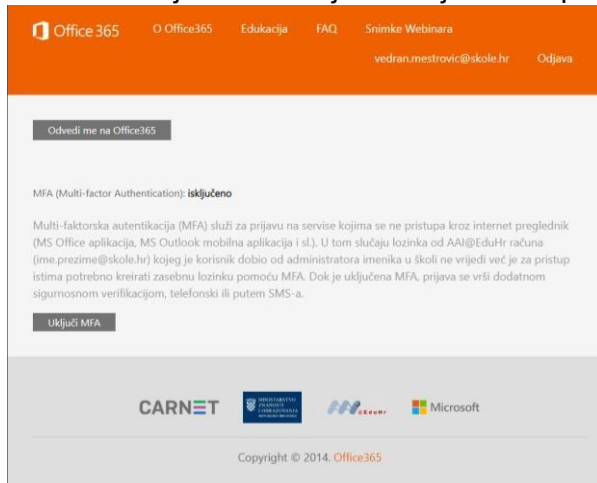 Office 365
O Office365
Edukacija
FAQ
Snimke Webinara
vedran.mestrovic@skole.hr
Odjava
Odvedi me na Office365
MFA (Multi-factor Authentication): isključeno
Multi-faktorska autentikacija (MFA) služi za prijavu na servise kojima se ne pristupa kroz internet preglednik
(MS Office aplikacija, MS Outlook mobilna aplikacija i sl.). U tom slučaju lozinka od AAI@EduHr računa
(ime.prezime@skole.hr) kojeg je korisnik dobio od administratora imenika u školi ne vrijedi već je za pristup
istima potrebno kreirati zasebnu lozinku pomoću MFA. Dok je uključena MFA, prijava se vrši dodatnom
sigurnosnom verifikacijom, telefonski ili putem SMS-a.
Uključi MFA
CARNET
MINISTARSTVO
ZNANOSTI
I OBRAZOVANJA
Microsoft
Copyright © 2014. Office365